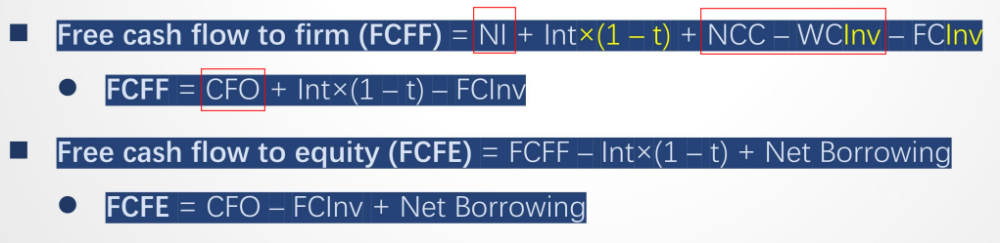 Free cash flow to firm (FCFF) = NI + Int×(1 – t) + NCC – WCInv – FCInv
FCFF = CFO + Int×(1 – t) – FCInv
Free cash flow to equity (FCFE) = FCFF – Int×(1 – t) + Net Borrowing
FCFE = CFO – FCInv + Net Borrowing